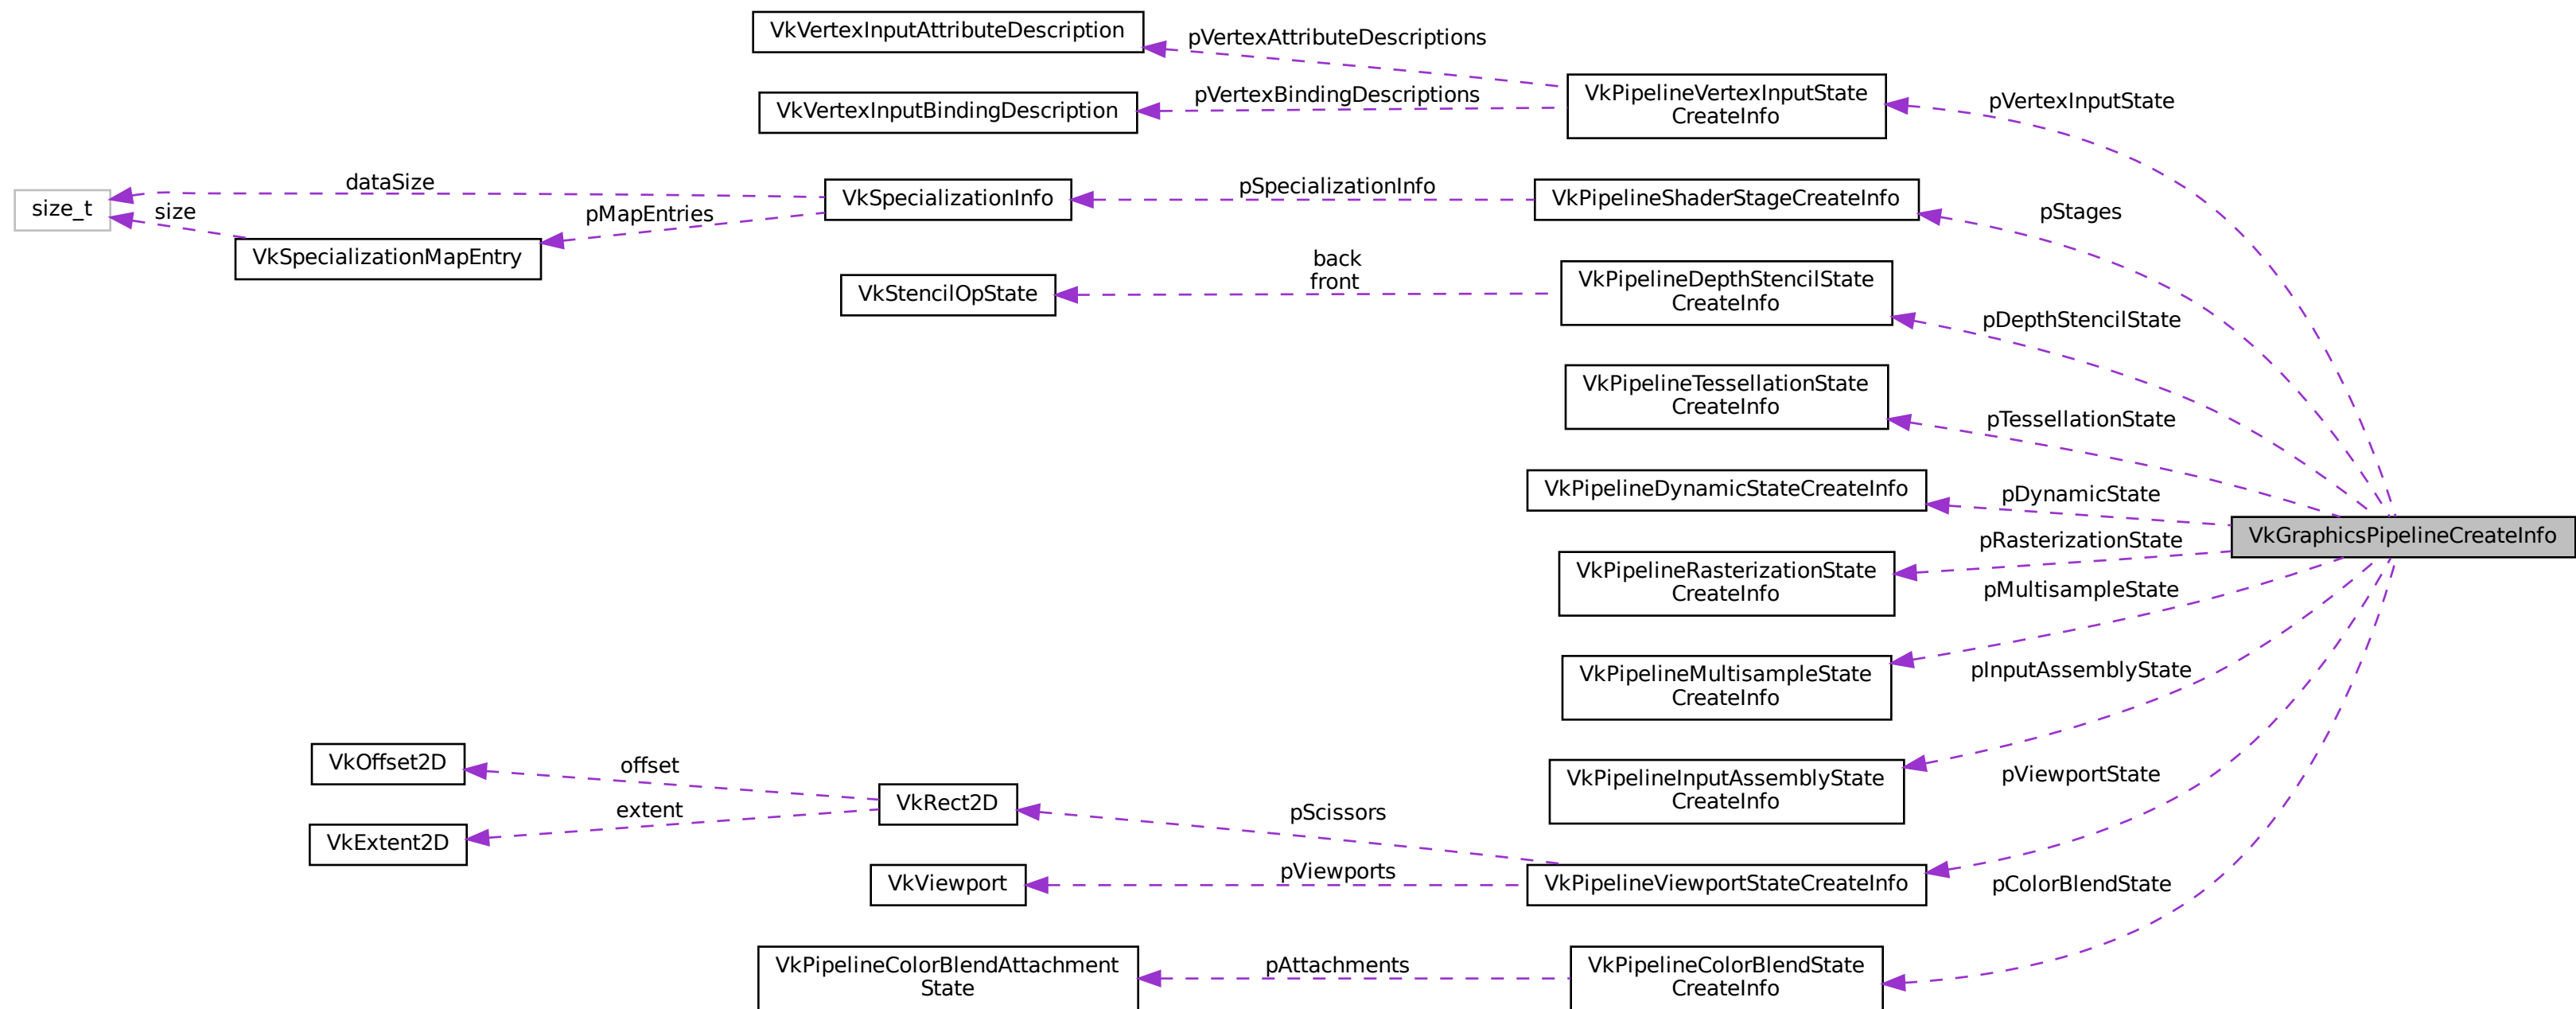 VkVertexInputAttributeDescription
pVertexAttributeDescriptions
VkPipelineVertexInputState
CreateInfo
pVertexInputState
VkVertexInputBindingDescription
pVertexBindingDescriptions
size_t
dataSize
size
VkSpecializationInfo
pSpecializationInfo
VkPipelineShaderStageCreateInfo
pStages
pMapEntries
VkSpecializationMapEntry
VkStencilOpState
back
front
VkPipelineDepthStencilState
CreateInfo
pDepthStencilState
VkPipelineTessellationState
CreateInfo
pTessellationState
VkPipelineDynamicStateCreateInfo
pDynamicState
VkGraphicsPipelineCreateInfo
VkPipelineRasterizationState
CreateInfo
pRasterizationState
pMultisampleState
VkPipelineMultisampleState
CreateInfo
pInputAssemblyState
VkPipelineInputAssemblyState
CreateInfo
VkOffset2D
offset
VkExtent2D
extent
VkRect2D
pScissors
pViewportState
VkViewport
pViewports
VkPipelineViewportStateCreateInfo
pColorBlendState
VkPipelineColorBlendAttachment
State
pAttachments
VkPipelineColorBlendState
CreateInfo